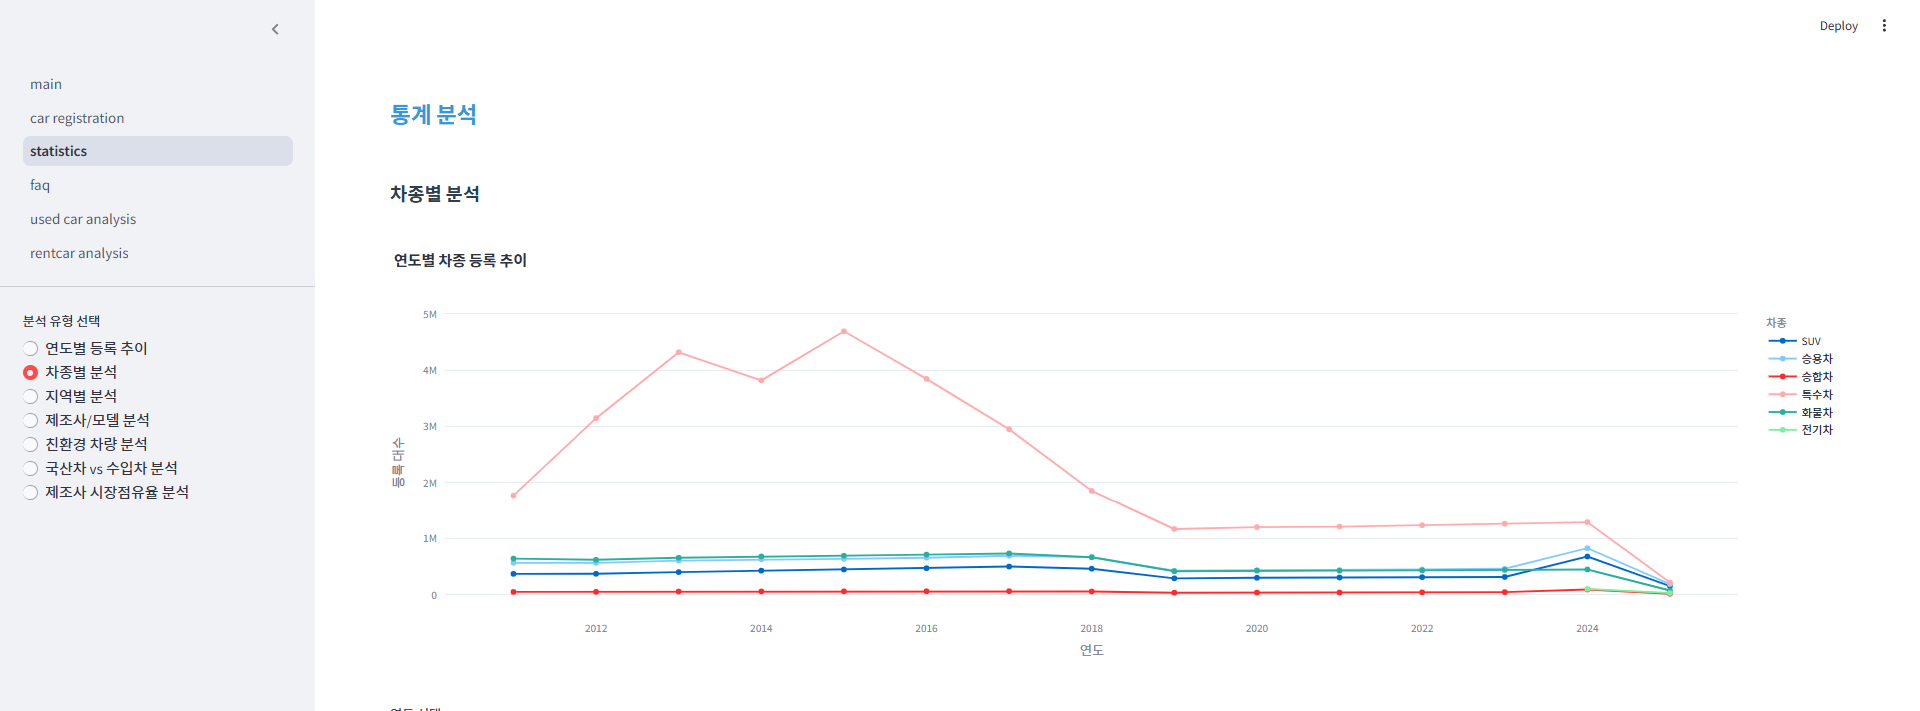 Deploy
main
car registration
statistics
faq
used car analysis
rentcar analysis
분석 유형 선택
연도별 등록 추이
차종별 분석
지역별 분석
제조사/모델 분석
친환경 차량 분석
국산차 vs 수입차 분석
제조사 시장점유율 분석
통계 분석
차종별 분석
연도별 차종 등록 추이
5M
4M
3M
2M
1M
0
등록 대수
2012
2014
2016
2018
2020
2022
2024
연도
차종
SUV
승용차
승합차
특수차
화물차
전기차